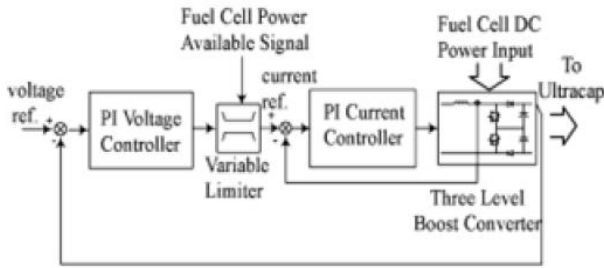 Fuel Cell Power
Available Signal
Fuel Cell DC
Power Input
To
Ultracap
voltage
ref.
+
-
PI Voltage
Controller
Variable
Limiter
current
ref.
+
-
PI Current
Controller
Three Level
Boost Converter